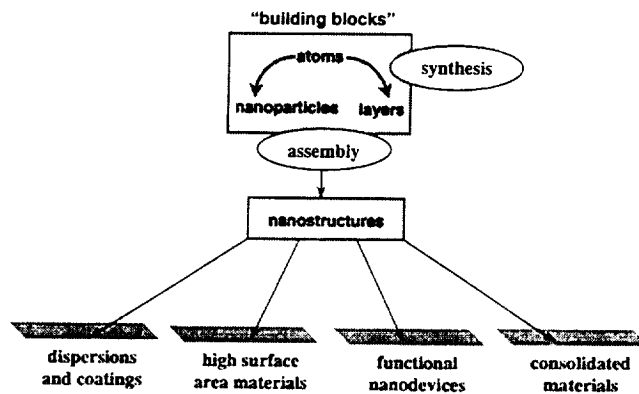 "building blocks"
atoms
synthesis
nanoparticles layers
assembly
nanostructures
dispersions
and coatings
high surface
area materials
functional
nanodevices
consolidated
materials